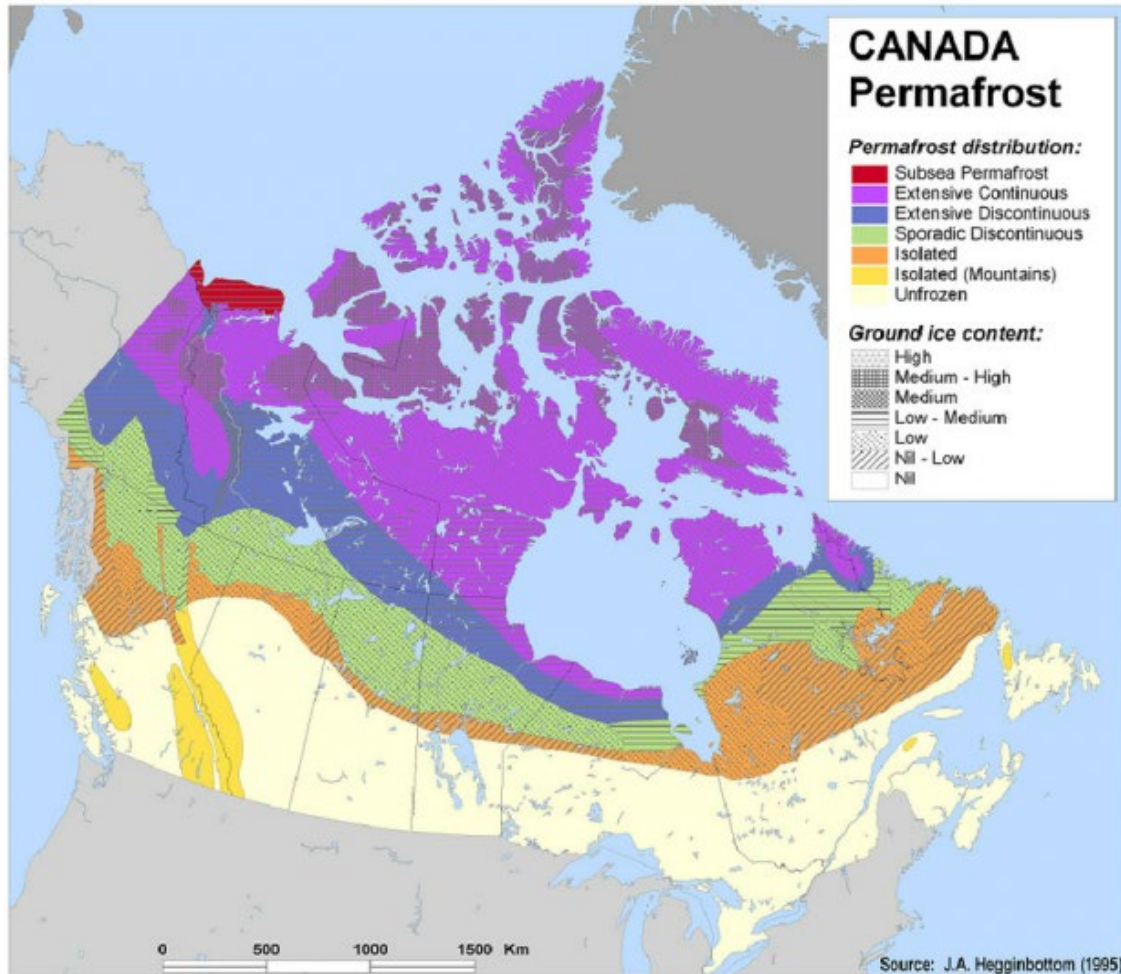 CANADA
Permafrost
Permafrost distribution:
Subsea Permafrost
Extensive Continuous
Extensive Discontinuous
Sporadic Discontinuous
Isolated
Isolated (Mountains)
Unfrozen
Ground ice content:
High
Medium - High
Medium
Low - Medium
Low
Nil - Low
Nil
0 500 1000 1500 Km
Source: J.A. Hegginbottom (1995)